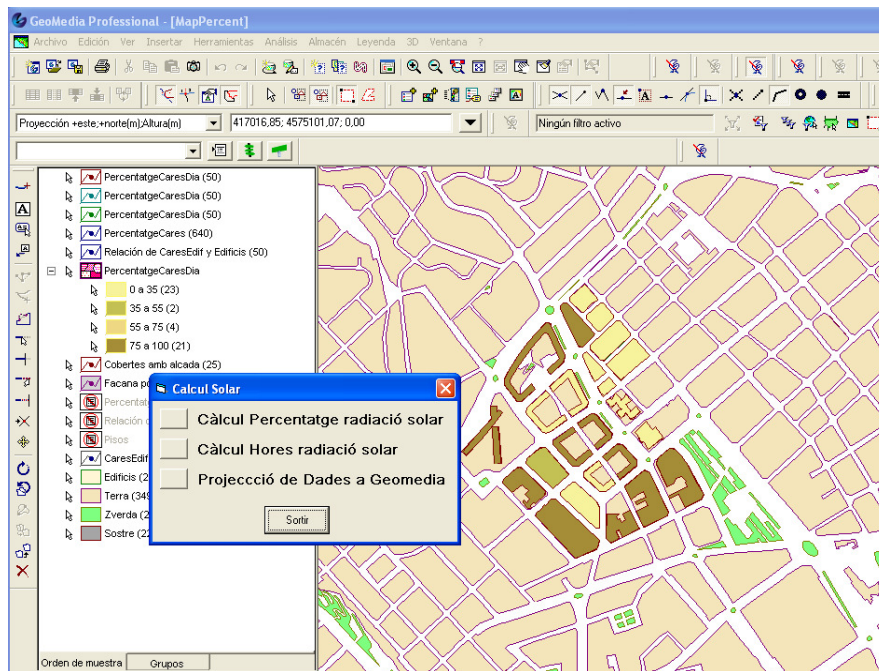 GeoMedia Professional - [MapPercent]
Archivo Edición Ver Insertar Herramientas Análisis Almacén Leyenda 3D Ventana ?
Proyección +este;+norte(m);Altura(m)
417016,85; 4575101,07; 0,00
Ningún filtro activo
PercentatgeCaresDia (50)
PercentatgeCaresDia (50)
PercentatgeCaresDia (50)
PercentatgeCares (640)
Relación de CaresEdif y Edificis (50)
PercentatgeCaresDia
0 a 35 (23)
35 a 55 (2)
55 a 75 (4)
75 a 100 (21)
Cobertes amb alcada (25)
Facana po
Percentat
Relación d
Pisos
CaresEdif
Edificis (2
Terra (349
Zverda (2
Sostre (22
Calcul Solar
Càlcul Percentatge radiació solar
Càlcul Hores radiació solar
Projeccció de Dades a Geomedia
Sortir
Orden de muestra
Grupos